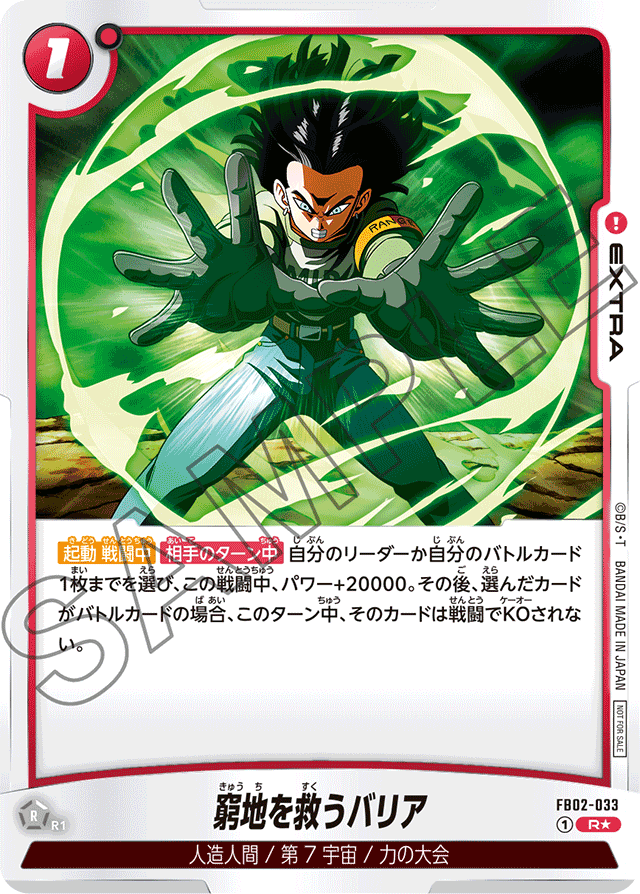 1
RANGER
EXTRA
SAMPLE
起動 戦闘中 相手のターン中 自分のリーダーか自分のバトルカード
1枚までを選び、この戦闘中、パワー+20000。その後、選んだカード
がバトルカードの場合、このターン中、そのカードは戦闘でKOされな
い。
©B/S・T BANDAI MADE IN JAPAN
NOT FOR SALE
R R1
きゅうち すく
窮地を救うバリア
FB02-033
1 R★
人造人間 / 第7宇宙 / 力の大会